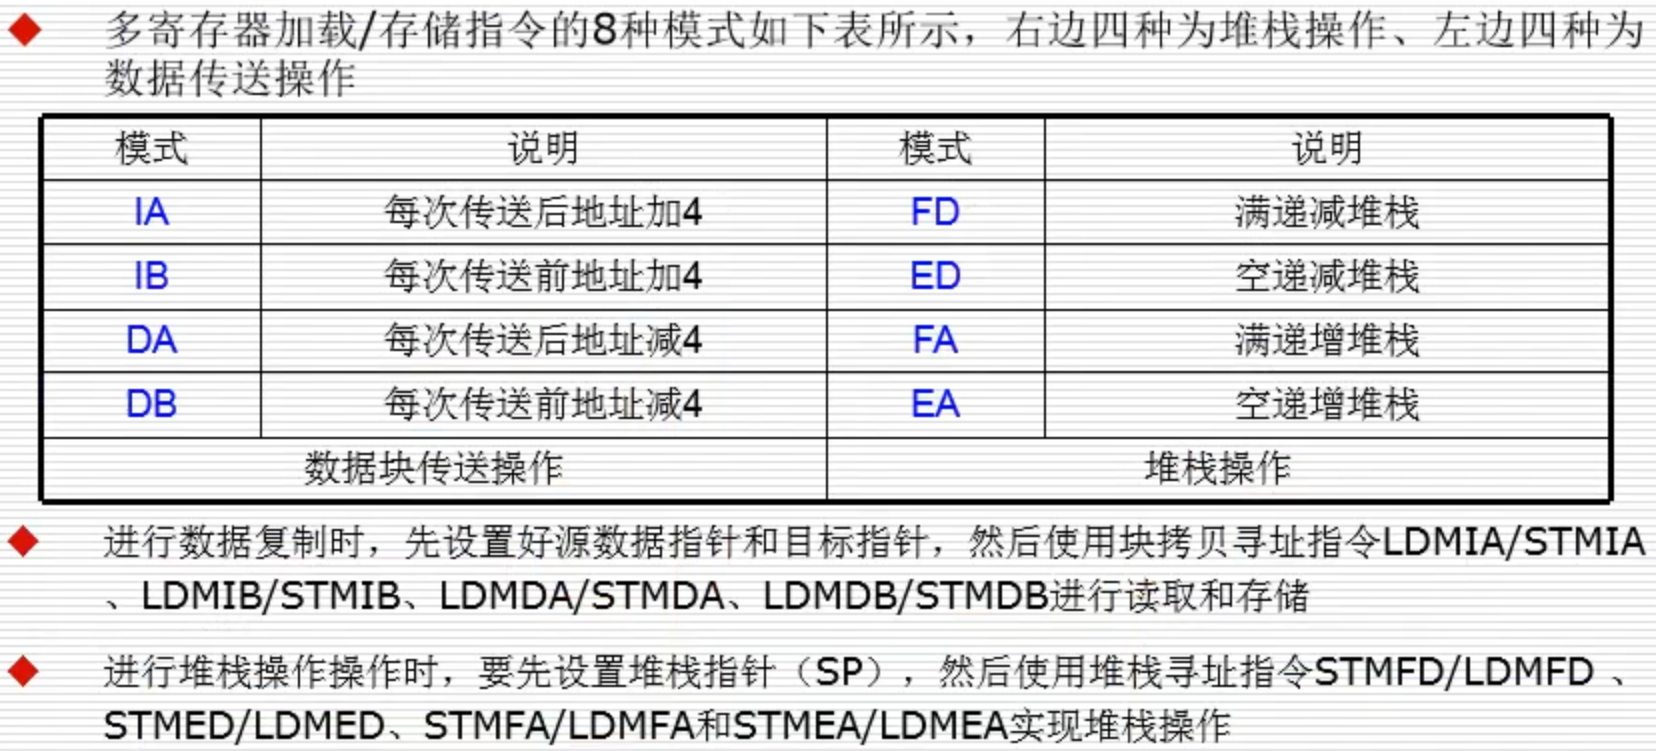 多寄存器加载/存储指令的8种模式如下表所示，右边四种为堆栈操作、左边四种为
数据传送操作
模式 说明 模式 说明
IA 每次传送后地址加4 FD 满递减堆栈
IB 每次传送前地址加4 ED 空递减堆栈
DA 每次传送后地址减4 FA 满递增堆栈
DB 每次传送前地址减4 EA 空递增堆栈
数据块传送操作 堆栈操作
进行数据复制时，先设置好源数据指针和目标指针，然后使用块拷贝寻址指令LDMIA/STMIA
、LDMIB/STMIB、LDMDA/STMDA、LDMDB/STMDB进行读取和存储
进行堆栈操作操作时，要先设置堆栈指针（SP），然后使用堆栈寻址指令STMFD/LDMFD 、
STMED/LDMED、STMFA/LDMFA和STMEA/LDMEA实现堆栈操作